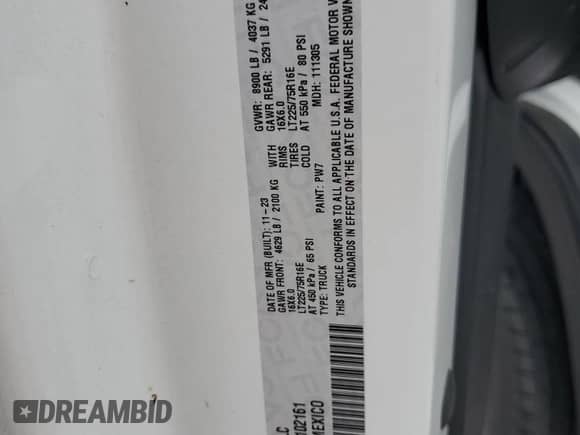 LC
102161
MEXICO
DATE OF MFR (BUILT): 11-23 GVWR: 8900 LB / 4037 KG
GAWR FRONT: 4629 LB / 2100 KG WITH GAWR REAR: 5291 LB / 24
16X6.0 RIMS 16X6.0
LT225/75R16E TIRES LT225/75R16E
AT 450 kPa / 65 PSI COLD AT 550 kPa / 80 PSI
TYPE: TRUCK PAINT: PW7 MDH: 111305
THIS VEHICLE CONFORMS TO ALL APPLICABLE U.S.A. FEDERAL MOTOR
STANDARDS IN EFFECT ON THE DATE OF MANUFACTURE SHOWN
DREAMBID